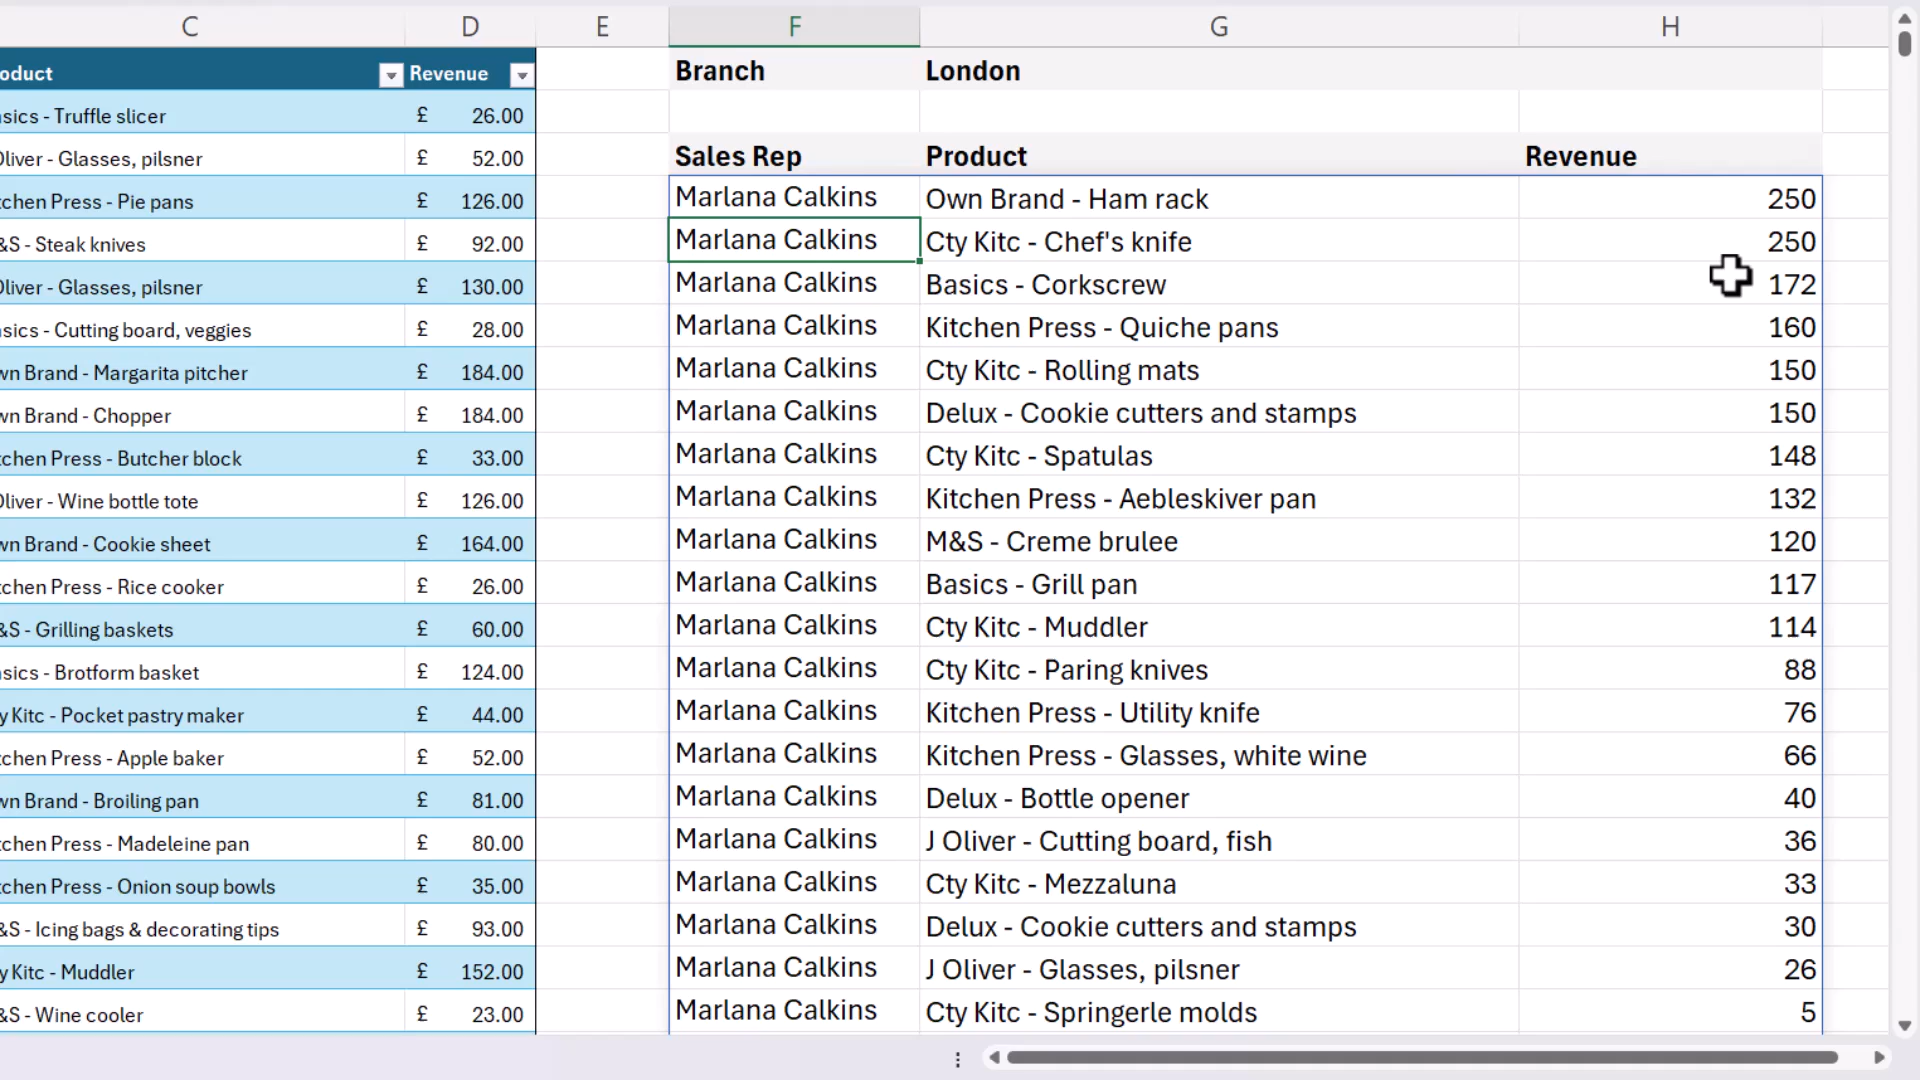 C D E F G H
oduct Revenue Branch London
sics - Truffle slicer £ 26.00
Oliver - Glasses, pilsner £ 52.00 Sales Rep Product Revenue
tchen Press - Pie pans £ 126.00 Marlana Calkins Own Brand - Ham rack 250
&S - Steak knives £ 92.00 Marlana Calkins Cty Kitc - Chef's knife 250
Oliver - Glasses, pilsner £ 130.00 Marlana Calkins Basics - Corkscrew 172
sics - Cutting board, veggies £ 28.00 Marlana Calkins Kitchen Press - Quiche pans 160
wn Brand - Margarita pitcher £ 184.00 Marlana Calkins Cty Kitc - Rolling mats 150
wn Brand - Chopper £ 184.00 Marlana Calkins Delux - Cookie cutters and stamps 150
tchen Press - Butcher block £ 33.00 Marlana Calkins Cty Kitc - Spatulas 148
Oliver - Wine bottle tote £ 126.00 Marlana Calkins Kitchen Press - Aebleskiver pan 132
wn Brand - Cookie sheet £ 164.00 Marlana Calkins M&S - Creme brulee 120
tchen Press - Rice cooker £ 26.00 Marlana Calkins Basics - Grill pan 117
&S - Grilling baskets £ 60.00 Marlana Calkins Cty Kitc - Muddler 114
sics - Brotform basket £ 124.00 Marlana Calkins Cty Kitc - Paring knives 88
y Kitc - Pocket pastry maker £ 44.00 Marlana Calkins Kitchen Press - Utility knife 76
tchen Press - Apple baker £ 52.00 Marlana Calkins Kitchen Press - Glasses, white wine 66
wn Brand - Broiling pan £ 81.00 Marlana Calkins Delux - Bottle opener 40
tchen Press - Madeleine pan £ 80.00 Marlana Calkins J Oliver - Cutting board, fish 36
tchen Press - Onion soup bowls £ 35.00 Marlana Calkins Cty Kitc - Mezzaluna 33
&S - Icing bags & decorating tips £ 93.00 Marlana Calkins Delux - Cookie cutters and stamps 30
y Kitc - Muddler £ 152.00 Marlana Calkins J Oliver - Glasses, pilsner 26
&S - Wine cooler £ 23.00 Marlana Calkins Cty Kitc - Springerle molds 5